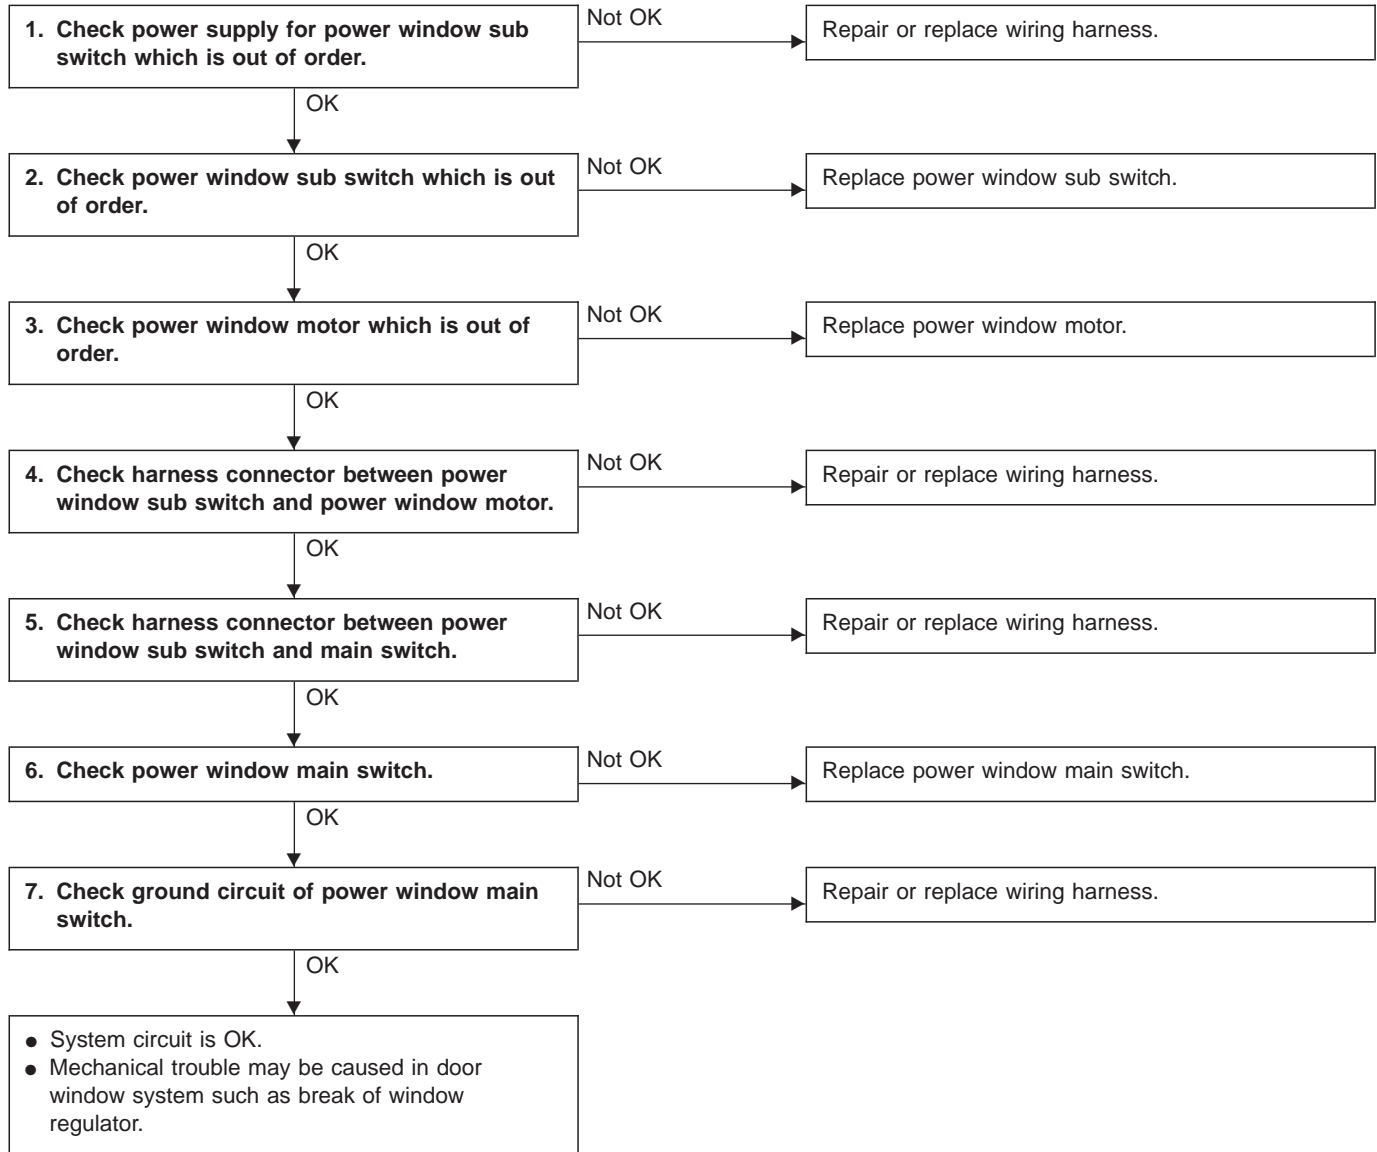 1. Check power supply for power window sub
switch which is out of order.
Not OK
Repair or replace wiring harness.
OK
2. Check power window sub switch which is out
of order.
Not OK
Replace power window sub switch.
OK
3. Check power window motor which is out of
order.
Not OK
Replace power window motor.
OK
4. Check harness connector between power
window sub switch and power window motor.
Not OK
Repair or replace wiring harness.
OK
5. Check harness connector between power
window sub switch and main switch.
Not OK
Repair or replace wiring harness.
OK
6. Check power window main switch.
Not OK
Replace power window main switch.
OK
7. Check ground circuit of power window main
switch.
Not OK
Repair or replace wiring harness.
OK
● System circuit is OK.
● Mechanical trouble may be caused in door
window system such as break of window
regulator.